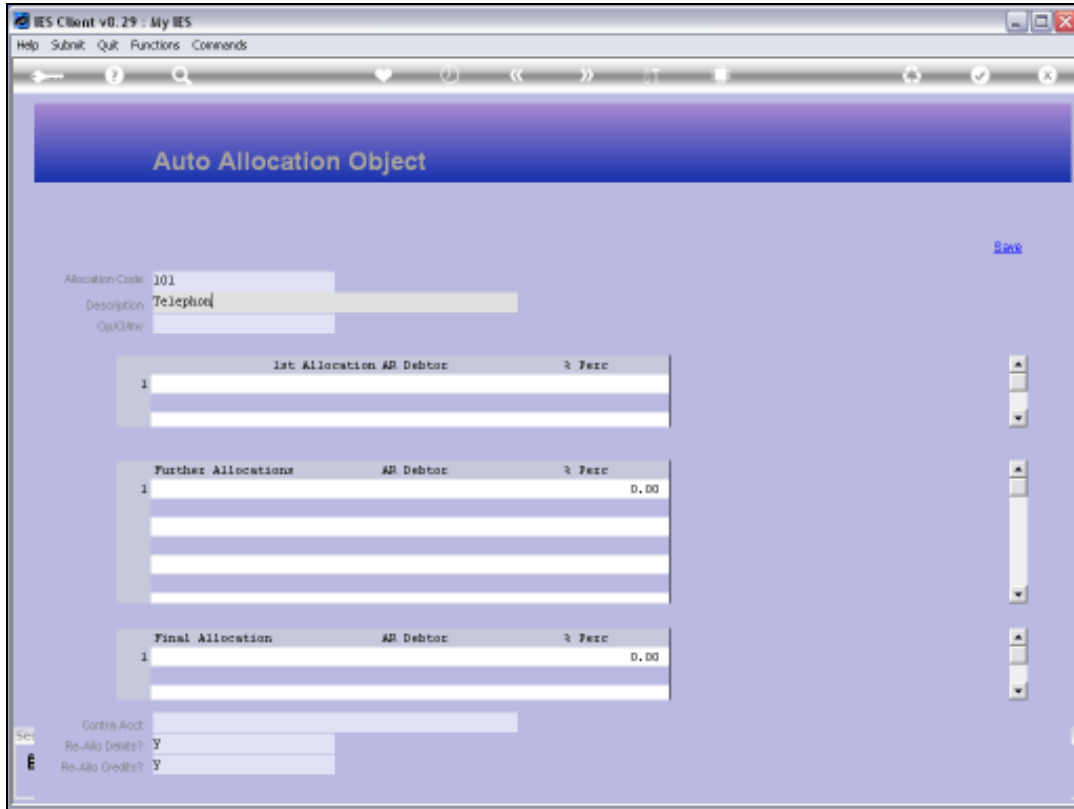 IES Client v8.29 : My IES
Help Submit Quit Functions Commands
Auto Allocation Object
Save
Allocation Code 101
Description Telephon
Op/Cl/Inv
1st Allocation AR Debtor % Perc
1
Further Allocations AR Debtor % Perc
1 0.00
Final Allocation AR Debtor % Perc
1 0.00
Contra Acct
Re-Allo Debits? Y
Re-Allo Credits? Y